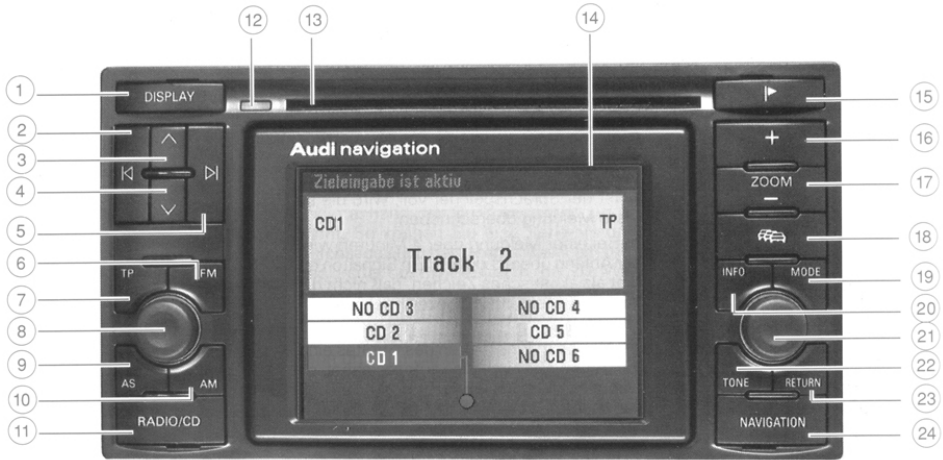 12 13 14
1 DISPLAY 15
2 16
+
3 Audi navigation
4 Zieleingabe ist aktiv ZOOM 17
5 CD1 TP
− 18
6 Track 2
TP FM INFO MODE 19
7 20
8 NO CD 3 NO CD 4 21
CD 2 CD 5
9 CD 1 NO CD 6 22
AS AM TONE RETURN 23
10
11 RADIO/CD NAVIGATION 24